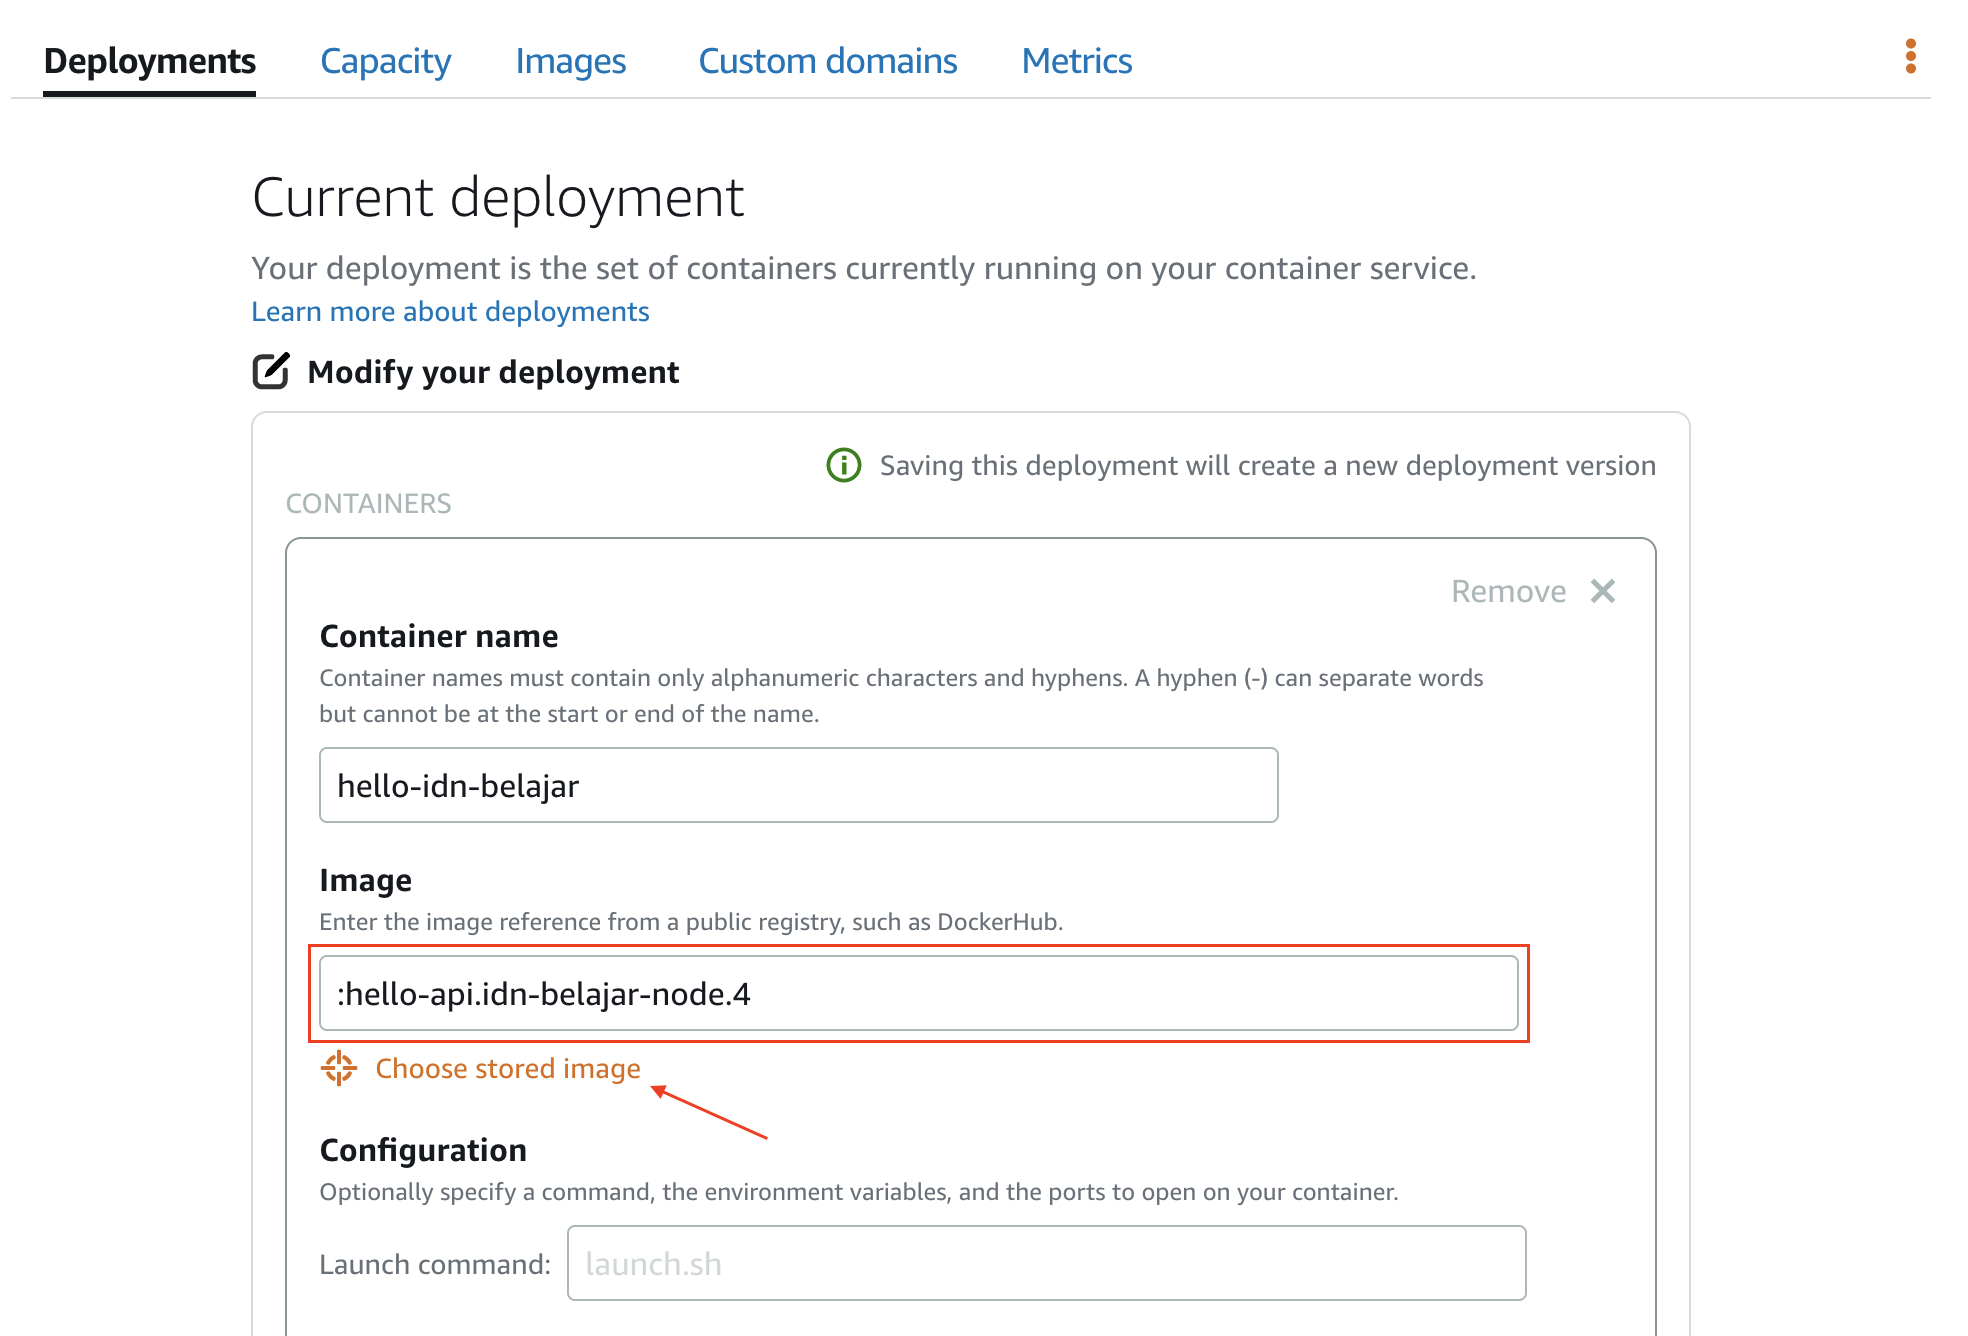 Deployments Capacity Images Custom domains Metrics
Current deployment
Your deployment is the set of containers currently running on your container service.
Learn more about deployments
Modify your deployment
Saving this deployment will create a new deployment version
CONTAINERS
Remove
Container name
Container names must contain only alphanumeric characters and hyphens. A hyphen (-) can separate words
but cannot be at the start or end of the name.
hello-idn-belajar
Image
Enter the image reference from a public registry, such as DockerHub.
:hello-api.idn-belajar-node.4
Choose stored image
Configuration
Optionally specify a command, the environment variables, and the ports to open on your container.
Launch command: launch.sh